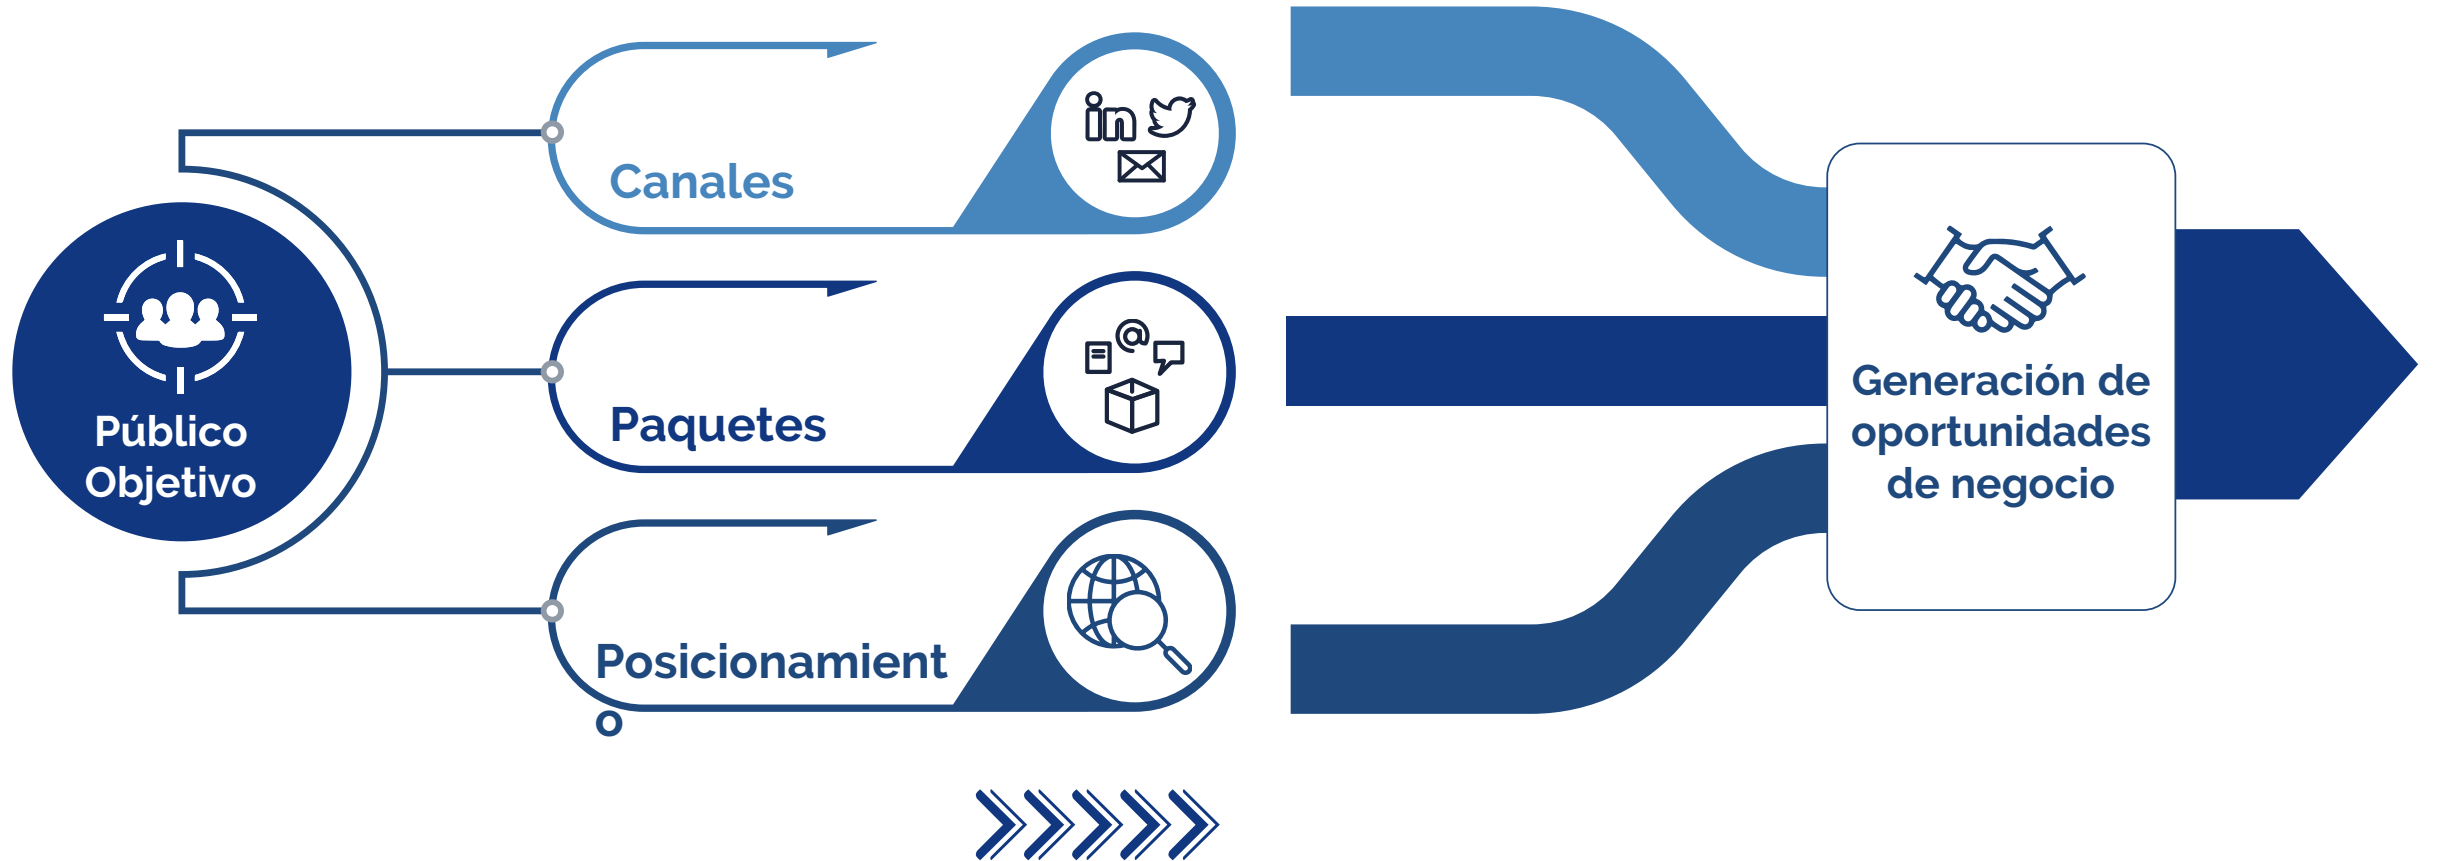 Público
Objetivo
Canales
Paquetes
Posicionamient
o
Generación de
oportunidades
de negocio